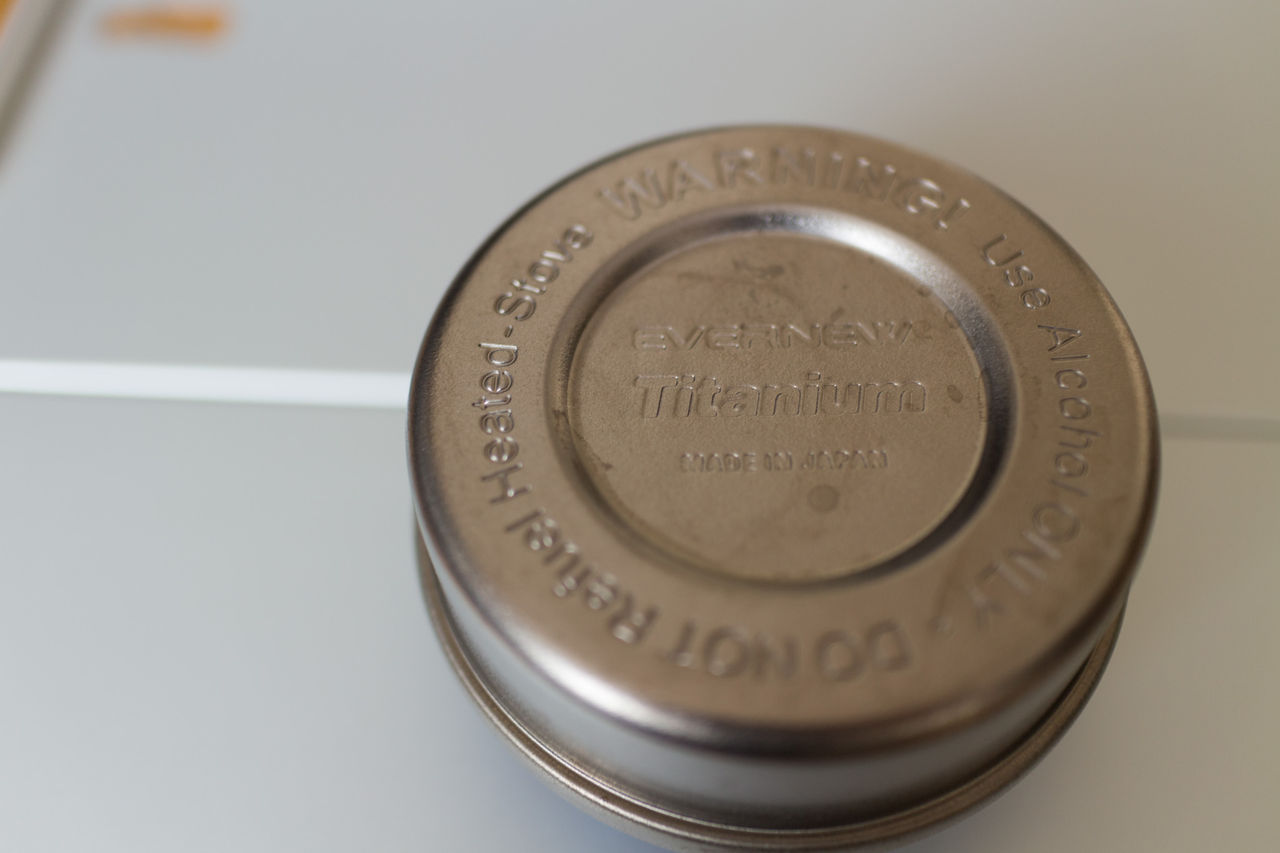 WARNING! Use Alcohol ONLY • DO NOT Refuel Heated-Stove
EVERNEW®
Titanium
MADE IN JAPAN